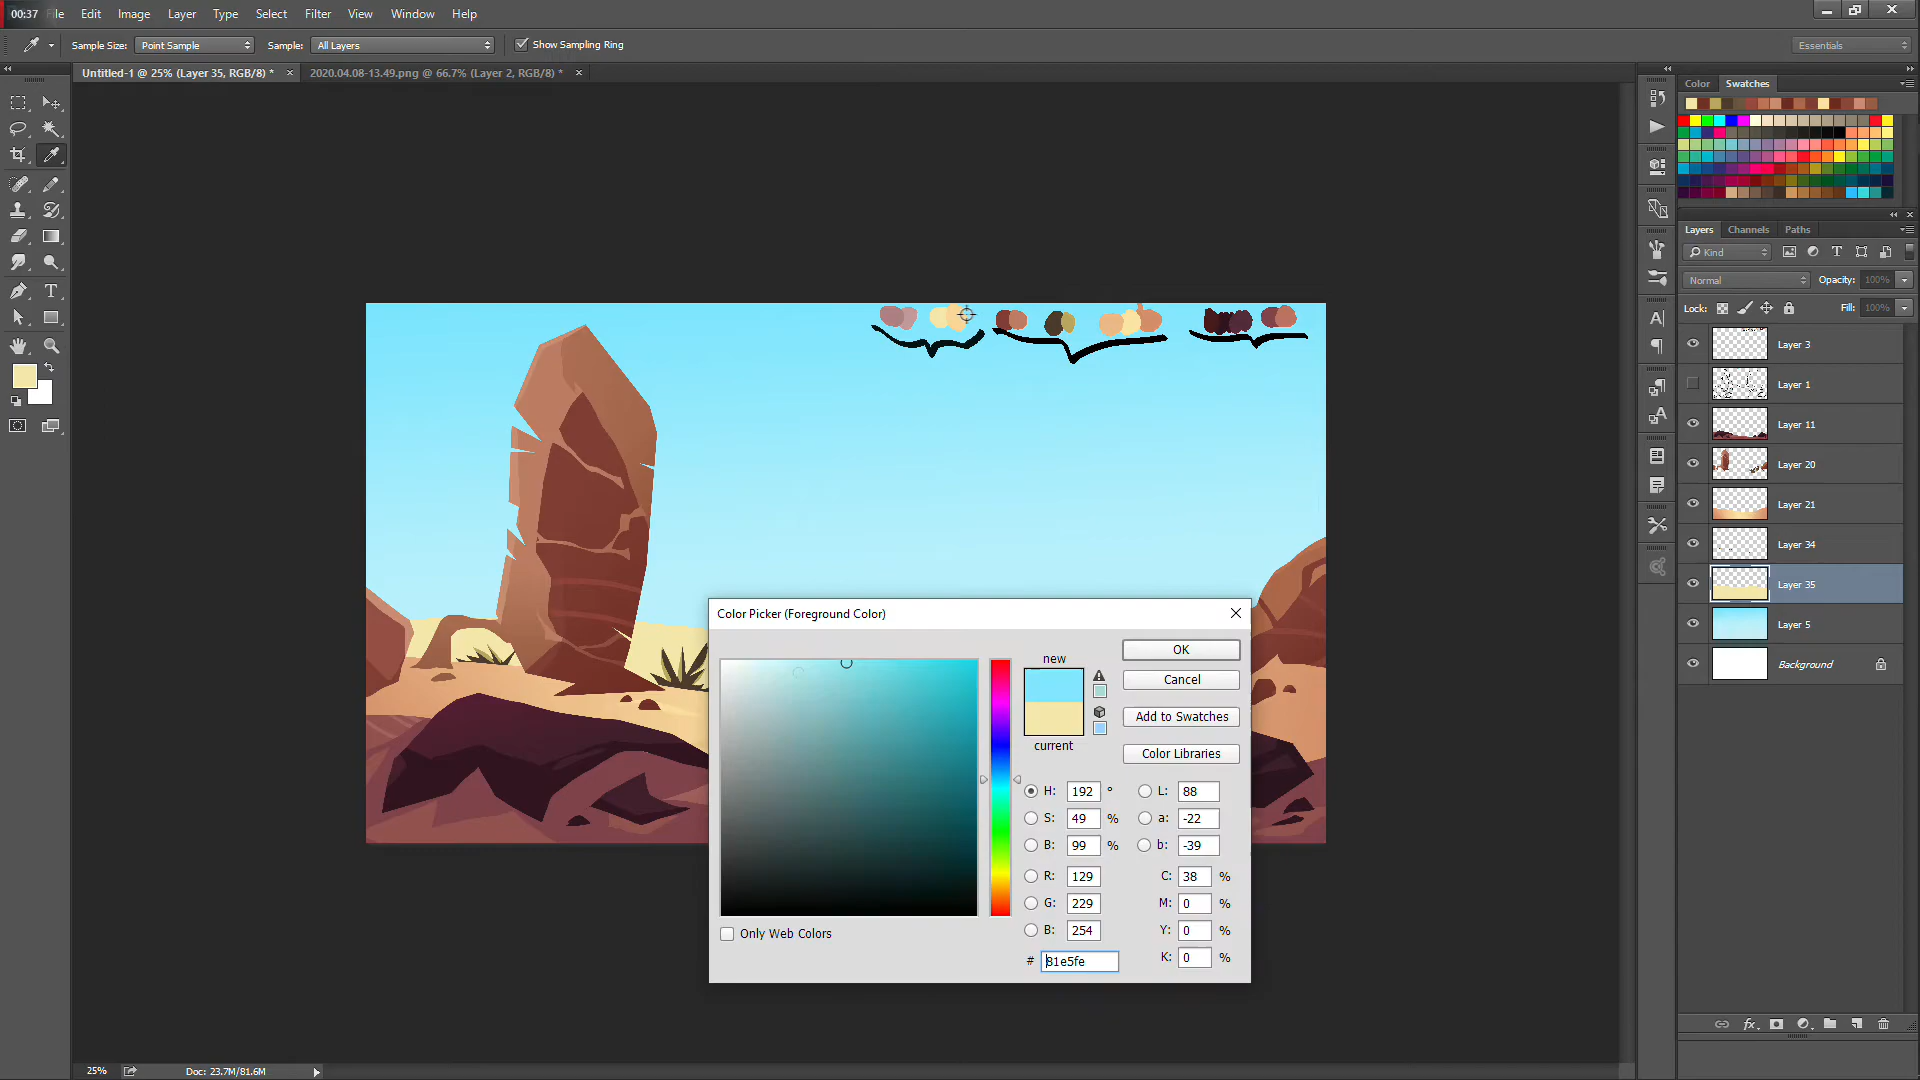 00:37 File Edit Image Layer Type Select Filter View Window Help
Sample Size: Point Sample Sample: All Layers Show Sampling Ring Essentials
Untitled-1 @ 25% (Layer 35, RGB/8) * × 2020.04.08-13.49.png @ 66.7% (Layer 2, RGB/8) * ×
Color Swatches
Layers Channels Paths
Kind
Normal Opacity: 100%
Lock: Fill: 100%
Layer 3
Layer 1
Layer 11
Layer 20
Layer 21
Layer 34
Layer 35
Layer 5
Background
Color Picker (Foreground Color)
new
current
OK
Cancel
Add to Swatches
Color Libraries
H: 192 ° L: 88
S: 49 % a: -22
B: 99 % b: -39
R: 129 C: 38 %
G: 229 M: 0 %
B: 254 Y: 0 %
# 81e5fe K: 0 %
Only Web Colors
25% Doc: 23.7M/81.6M